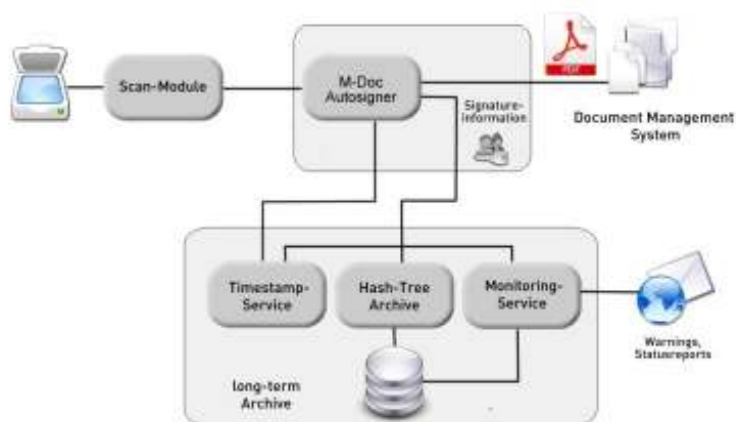 Scan-Module
M-Doc
Autosigner
Signature-
information
PDF
Document Management
System
Timestamp-
Service
Hash-Tree
Archive
Monitoring-
Service
Warnings,
Statusreports
long-term
Archive